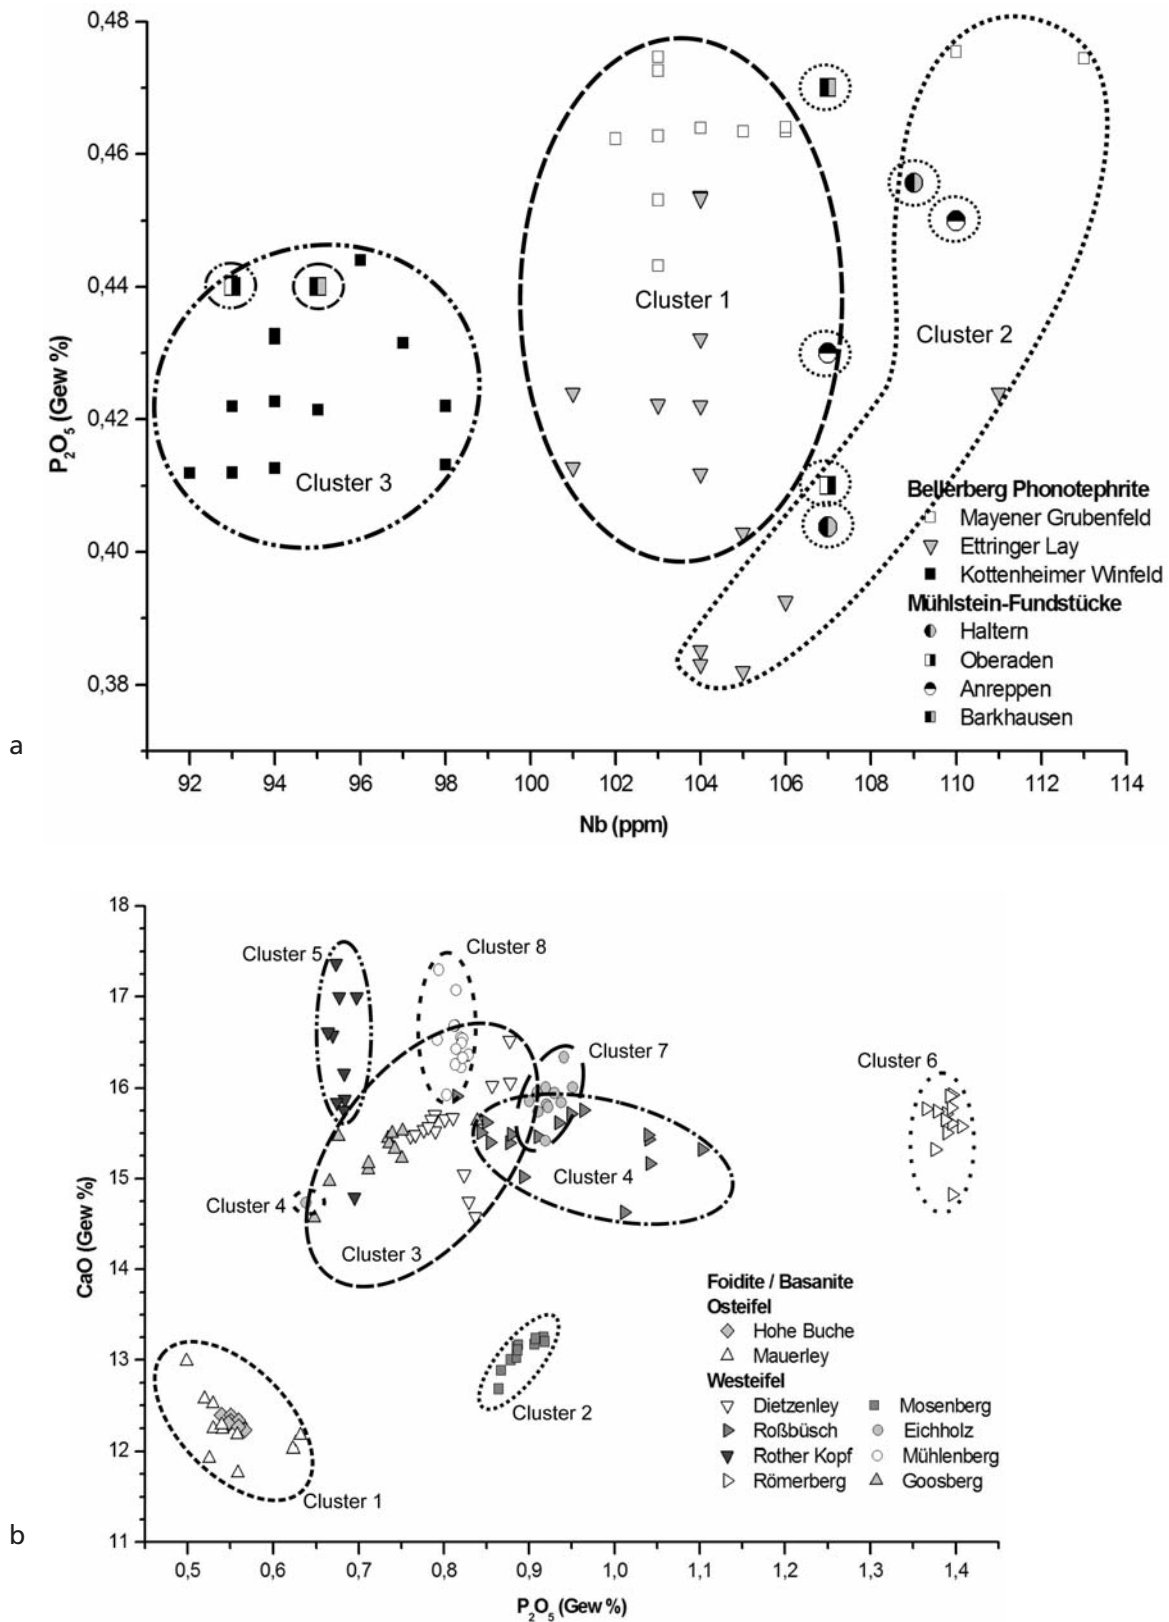 0,48
0,46
0,44
0,42
0,40
0,38
P2O5 (Gew %)
Cluster 1
Cluster 2
Cluster 3
Bellerberg Phonotephrite
Mayener Grubenfeld
Ettringer Lay
Kottenheimer Winfeld
Mühlstein-Fundstücke
Haltern
Oberaden
Anreppen
Barkhausen
a
92 94 96 98 100 102 104 106 108 110 112 114
Nb (ppm)
18
17
16
15
14
13
12
11
CaO (Gew %)
Cluster 5
Cluster 8
Cluster 7
Cluster 6
Cluster 4
Cluster 4
Cluster 3
Cluster 2
Cluster 1
Foidite / Basanite
Osteifel
Hohe Buche
Mauerley
Westeifel
Dietzenley Mosenberg
Roßbüsch Eichholz
Rother Kopf Mühlenberg
Römerberg Goosberg
b
0,5 0,6 0,7 0,8 0,9 1,0 1,1 1,2 1,3 1,4
P2O5 (Gew %)